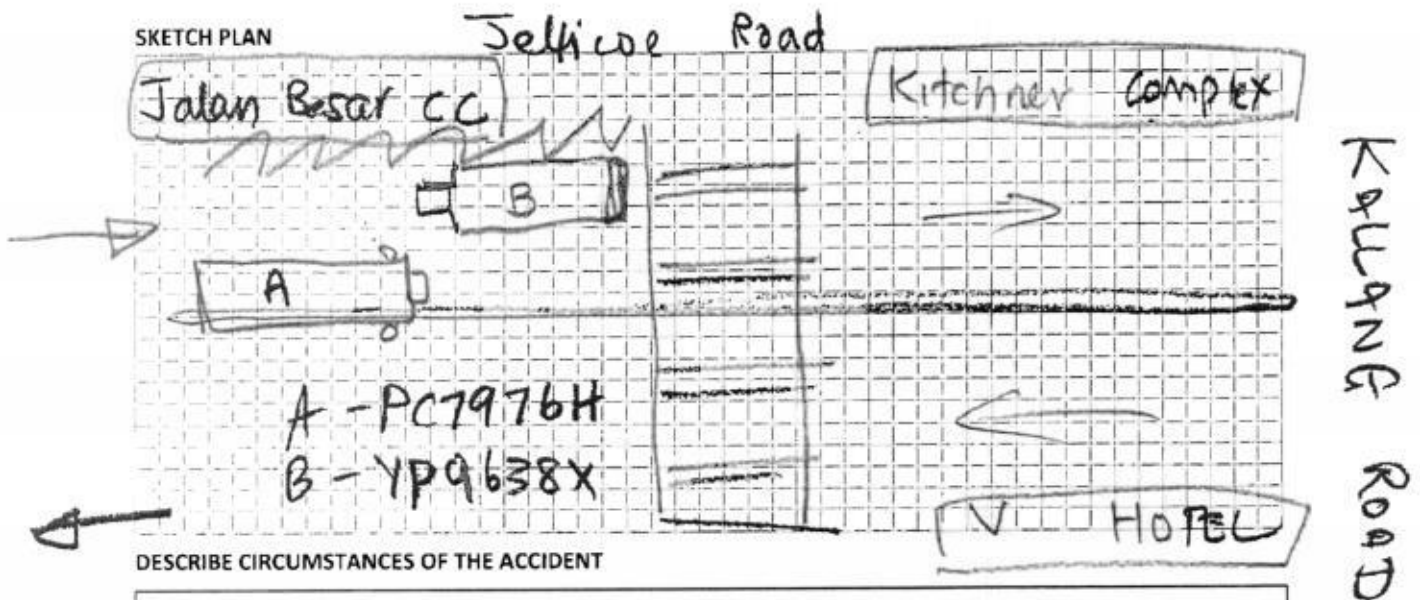 SKETCH PLAN
Jellicoe Road
Jalan Besar CC
Kitchner Complex
B
A
KALLANG ROAD
A - PC7976H
B - YP9638X
V HOTEL
DESCRIBE CIRCUMSTANCES OF THE ACCIDENT